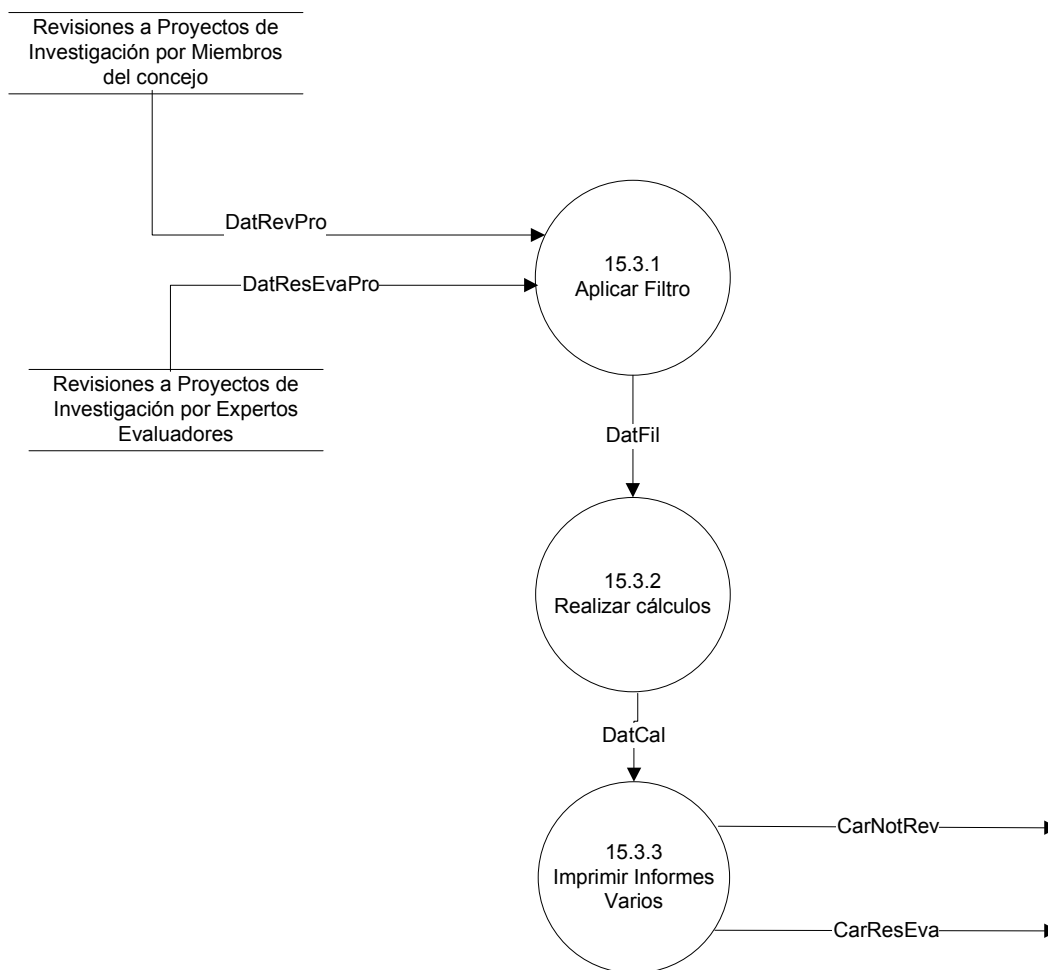 Revisiones a Proyectos de
Investigación por Miembros
del concejo
DatRevPro
15.3.1
Aplicar Filtro
DatResEvaPro
Revisiones a Proyectos de
Investigación por Expertos
Evaluadores
DatFil
15.3.2
Realizar cálculos
DatCal
15.3.3
Imprimir Informes
Varios
CarNotRev
CarResEva